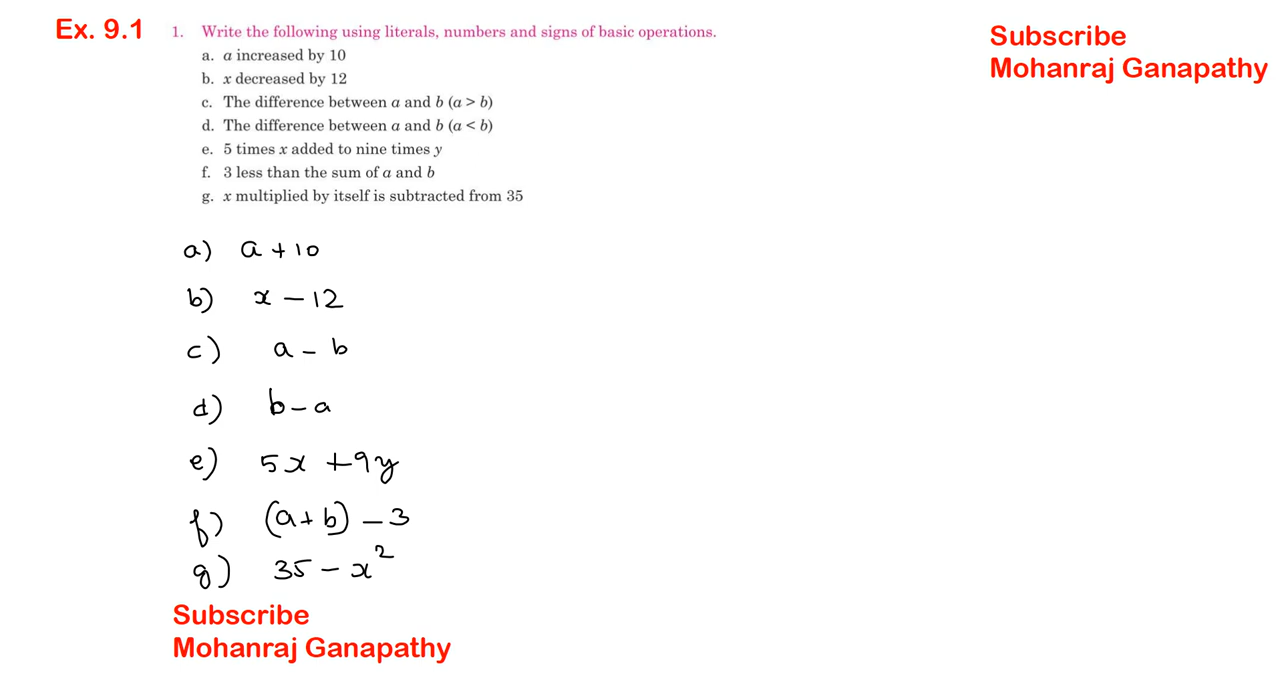 Ex. 9.1
1. Write the following using literals, numbers and signs of basic operations.
a. a increased by 10
b. x decreased by 12
c. The difference between a and b (a > b)
d. The difference between a and b (a < b)
e. 5 times x added to nine times y
f. 3 less than the sum of a and b
g. x multiplied by itself is subtracted from 35
Subscribe
Mohanraj Ganapathy
a) a + 10
b) x - 12
c) a - b
d) b - a
e) 5x + 9y
f) (a + b) - 3
g) 35 - x²
Subscribe
Mohanraj Ganapathy